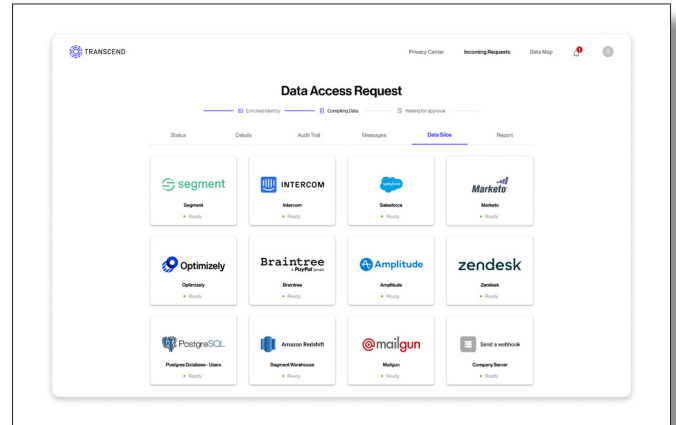 TRANSCEND
Privacy Center Incoming Requests Data Map 1
Data Access Request
Enriched Identity Compiling Data Waiting for approval
Status Details Audit Trail Messages Data Silos Report
segment INTERCOM salesforce Marketo
Segment Intercom Salesforce Marketo
Ready Ready Ready Ready
Optimizely Braintree Amplitude zendesk
A PayPal Service
Optimizely Braintree Amplitude Zendesk
Ready Ready Ready Ready
PostgreSQL Amazon Redshift @mailgun Send a webhook
Postgres Database - Users Segment Warehouse Mailgun Company Server
Ready Ready Ready Ready